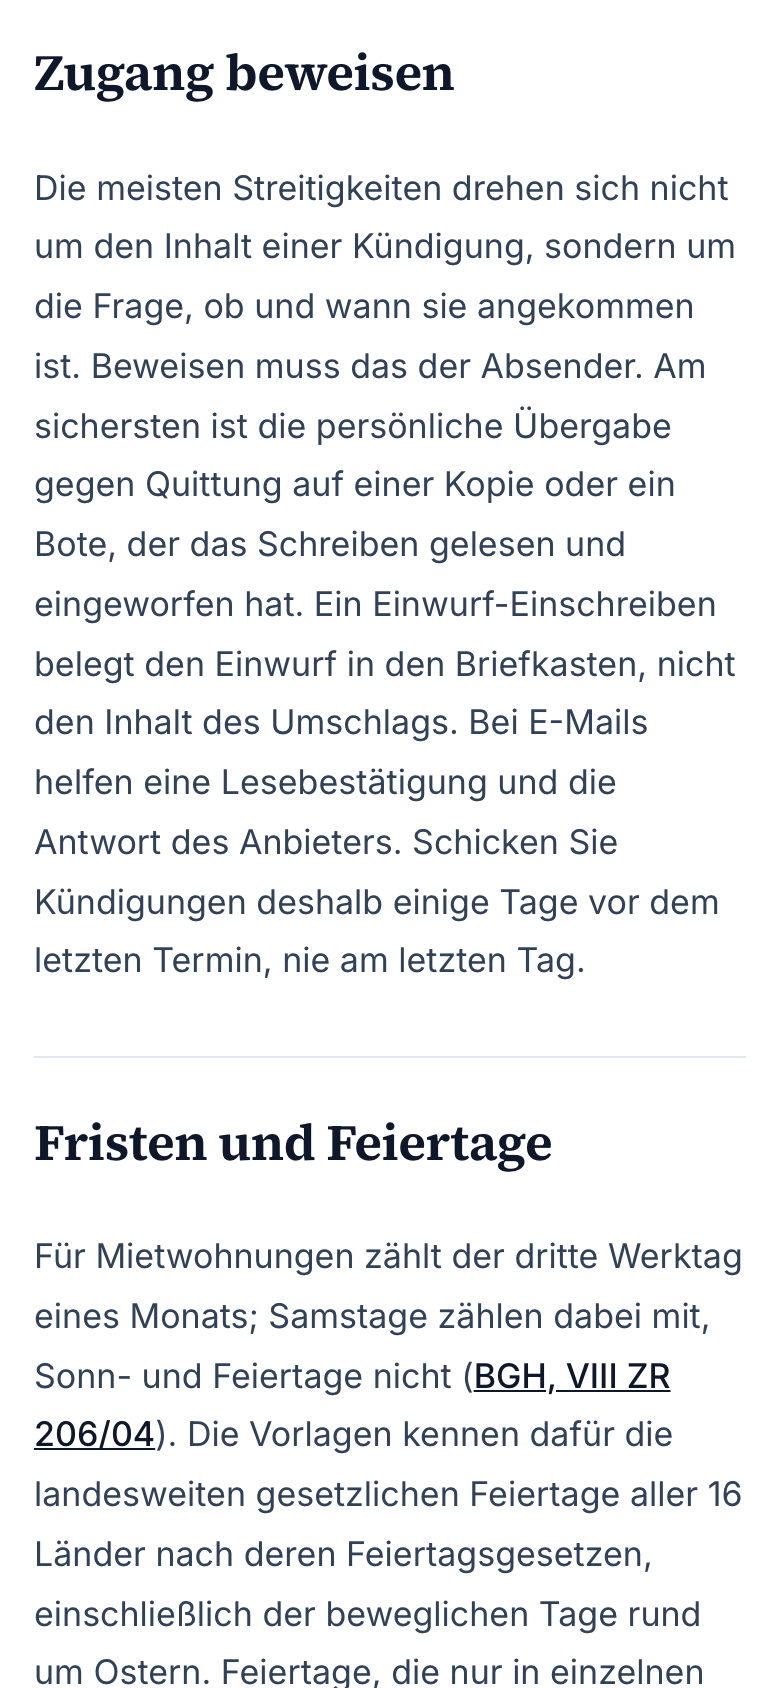 Zugang beweisen
Die meisten Streitigkeiten drehen sich nicht
um den Inhalt einer Kündigung, sondern um
die Frage, ob und wann sie angekommen
ist. Beweisen muss das der Absender. Am
sichersten ist die persönliche Übergabe
gegen Quittung auf einer Kopie oder ein
Bote, der das Schreiben gelesen und
eingeworfen hat. Ein Einwurf-Einschreiben
belegt den Einwurf in den Briefkasten, nicht
den Inhalt des Umschlags. Bei E-Mails
helfen eine Lesebestätigung und die
Antwort des Anbieters. Schicken Sie
Kündigungen deshalb einige Tage vor dem
letzten Termin, nie am letzten Tag.
Fristen und Feiertage
Für Mietwohnungen zählt der dritte Werktag
eines Monats; Samstage zählen dabei mit,
Sonn- und Feiertage nicht (BGH, VIII ZR
206/04). Die Vorlagen kennen dafür die
landesweiten gesetzlichen Feiertage aller 16
Länder nach deren Feiertagsgesetzen,
einschließlich der beweglichen Tage rund
um Ostern. Feiertage, die nur in einzelnen